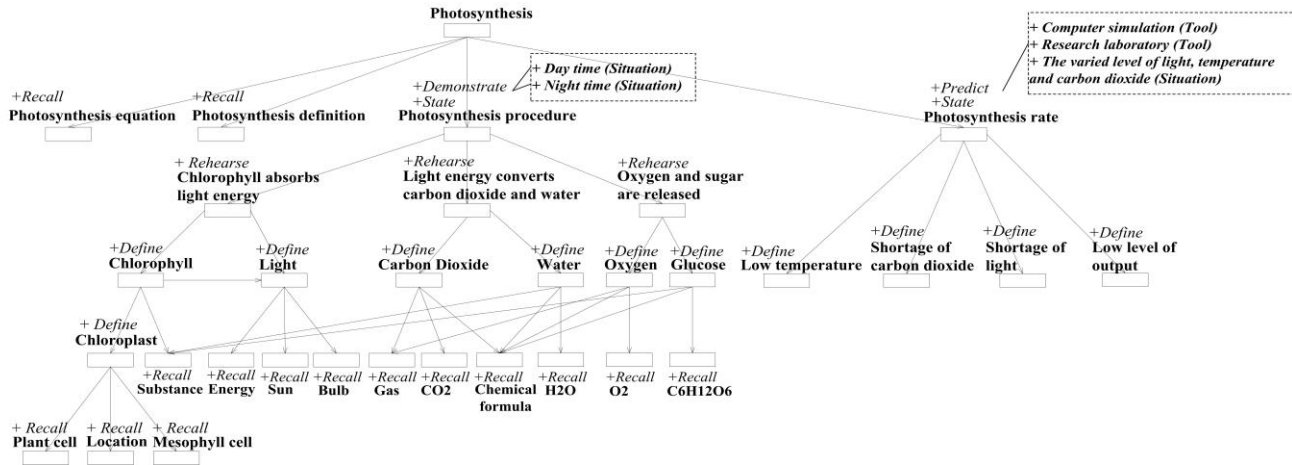 Photosynthesis
+ Computer simulation (Tool)
+ Research laboratory (Tool)
+ The varied level of light, temperature
and carbon dioxide (Situation)
+ Day time (Situation)
+ Night time (Situation)
+Recall
Photosynthesis equation
+Recall
Photosynthesis definition
+Demonstrate
+State
Photosynthesis procedure
+Predict
+State
Photosynthesis rate
+ Rehearse
Chlorophyll absorbs
light energy
+Rehearse
Light energy converts
carbon dioxide and water
+Rehearse
Oxygen and sugar
are released
+Define
Chlorophyll
+Define
Light
+Define
Carbon Dioxide
+Define
Water
+Define
Oxygen
+Define
Glucose
+Define
Low temperature
+Define
Shortage of
carbon dioxide
+Define
Shortage of
light
+Define
Low level of
output
+ Define
Chloroplast
+Recall
Substance
+Recall
Energy
+Recall
Sun
+Recall
Bulb
+Recall
Gas
+Recall
CO2
+Recall
Chemical
formula
+Recall
H2O
+Recall
O2
+Recall
C6H12O6
+ Recall
Plant cell
+ Recall
Location
+ Recall
Mesophyll cell